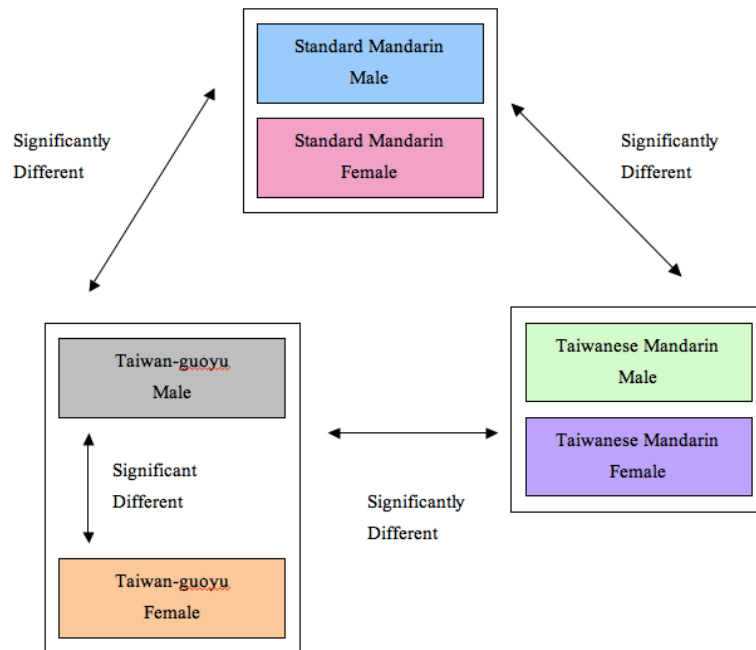 Standard Mandarin
Male
Standard Mandarin
Female
Significantly
Different
Significantly
Different
Taiwan-guoyu
Male
Significant
Different
Taiwan-guoyu
Female
Significantly
Different
Taiwanese Mandarin
Male
Taiwanese Mandarin
Female